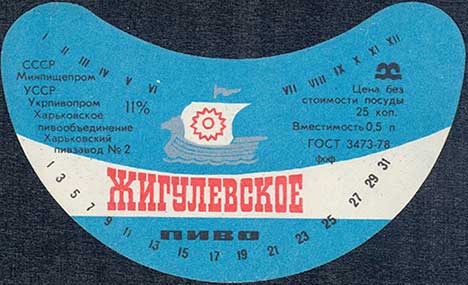 I II III IV V VI
VII VIII IX X XI XII
СССР
Минпищепром
УССР
Укрпивопром
Харьковское
пивообъединение
Харьковский
пивзавод №2
11%
Цена без
стоимости посуды
25 коп.
Вместимость 0,5 л
ГОСТ 3473-78
ЖИГУЛЕВСКОЕ
ПИВО
1 3 5 7 9 11 13 15 17 19 21 23 25 27 29 31